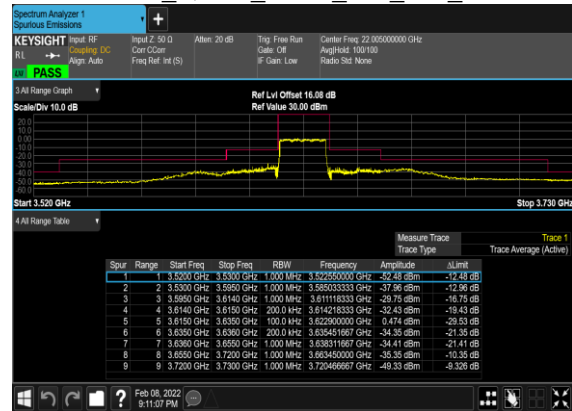 Spectrum Analyzer 1
Spurious Emissions
+
KEYSIGHT Input: RF Input Z: 50 Ω Atten: 20 dB Trig: Free Run Center Freq: 22.005000000 GHz
RL Coupling: DC Corr CCorr Gate: Off Avg|Hold: 100/100
Align: Auto Freq Ref: Int (S) IF Gain: Low Radio Std: None
PASS
3 All Range Graph
Scale/Div 10.0 dB
Ref Lvl Offset 16.08 dB
Ref Value 30.00 dBm
20.0
10.0
0.00
-10.0
-20.0
-30.0
-40.0
-50.0
-60.0
Start 3.520 GHz Stop 3.730 GHz
4 All Range Table
Measure Trace Trace 1
Trace Type Trace Average (Active)
Spur Range Start Freq Stop Freq RBW Frequency Amplitude ΔLimit
1 1 3.5200 GHz 3.5300 GHz 1.000 MHz 3.522550000 GHz -52.48 dBm -12.48 dB
2 2 3.5300 GHz 3.5950 GHz 1.000 MHz 3.585033333 GHz -37.96 dBm -12.96 dB
3 3 3.5950 GHz 3.6140 GHz 1.000 MHz 3.611118333 GHz -29.75 dBm -16.75 dB
4 4 3.6140 GHz 3.6150 GHz 200.0 kHz 3.614218333 GHz -32.43 dBm -19.43 dB
5 5 3.6150 GHz 3.6350 GHz 100.0 kHz 3.622900000 GHz 0.474 dBm -29.53 dB
6 6 3.6350 GHz 3.6360 GHz 200.0 kHz 3.635451667 GHz -34.35 dBm -21.35 dB
7 7 3.6360 GHz 3.6550 GHz 1.000 MHz 3.638311667 GHz -34.41 dBm -21.41 dB
8 8 3.6550 GHz 3.7200 GHz 1.000 MHz 3.663450000 GHz -35.35 dBm -10.35 dB
9 9 3.7200 GHz 3.7300 GHz 1.000 MHz 3.720466667 GHz -49.33 dBm -9.326 dB
? Feb 08, 2022
9:11:07 PM